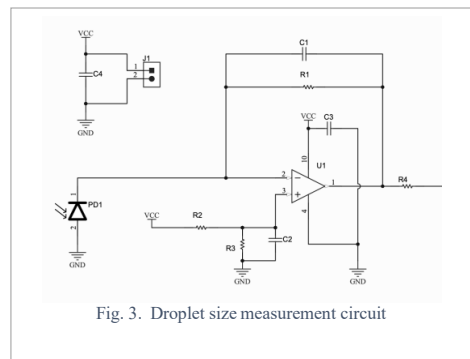 C1
VCC
J1
1
R1
C4
2
VCC
C3
GND
10
U1
2
1
R4
3
1
PD1
VCC
R2
4
2
R3
C2
GND
GND
GND
Fig. 3. Droplet size measurement circuit